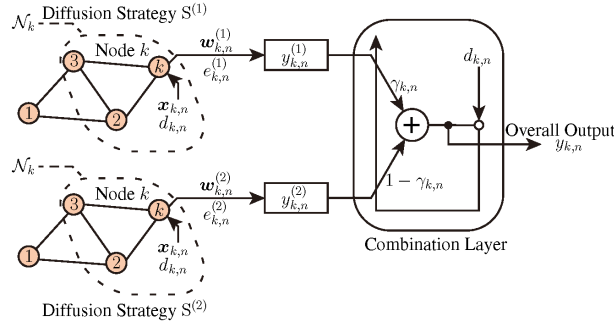 Diffusion Strategy S^{(1)}
𝒩_k
Node k
3
k
1
2
w_{k,n}^{(1)}
e_{k,n}^{(1)}
x_{k,n}
d_{k,n}
y_{k,n}^{(1)}
γ_{k,n}
d_{k,n}
+
Overall Output
y_{k,n}
1 − γ_{k,n}
Combination Layer
𝒩_k
Node k
3
k
1
2
w_{k,n}^{(2)}
e_{k,n}^{(2)}
x_{k,n}
d_{k,n}
y_{k,n}^{(2)}
Diffusion Strategy S^{(2)}